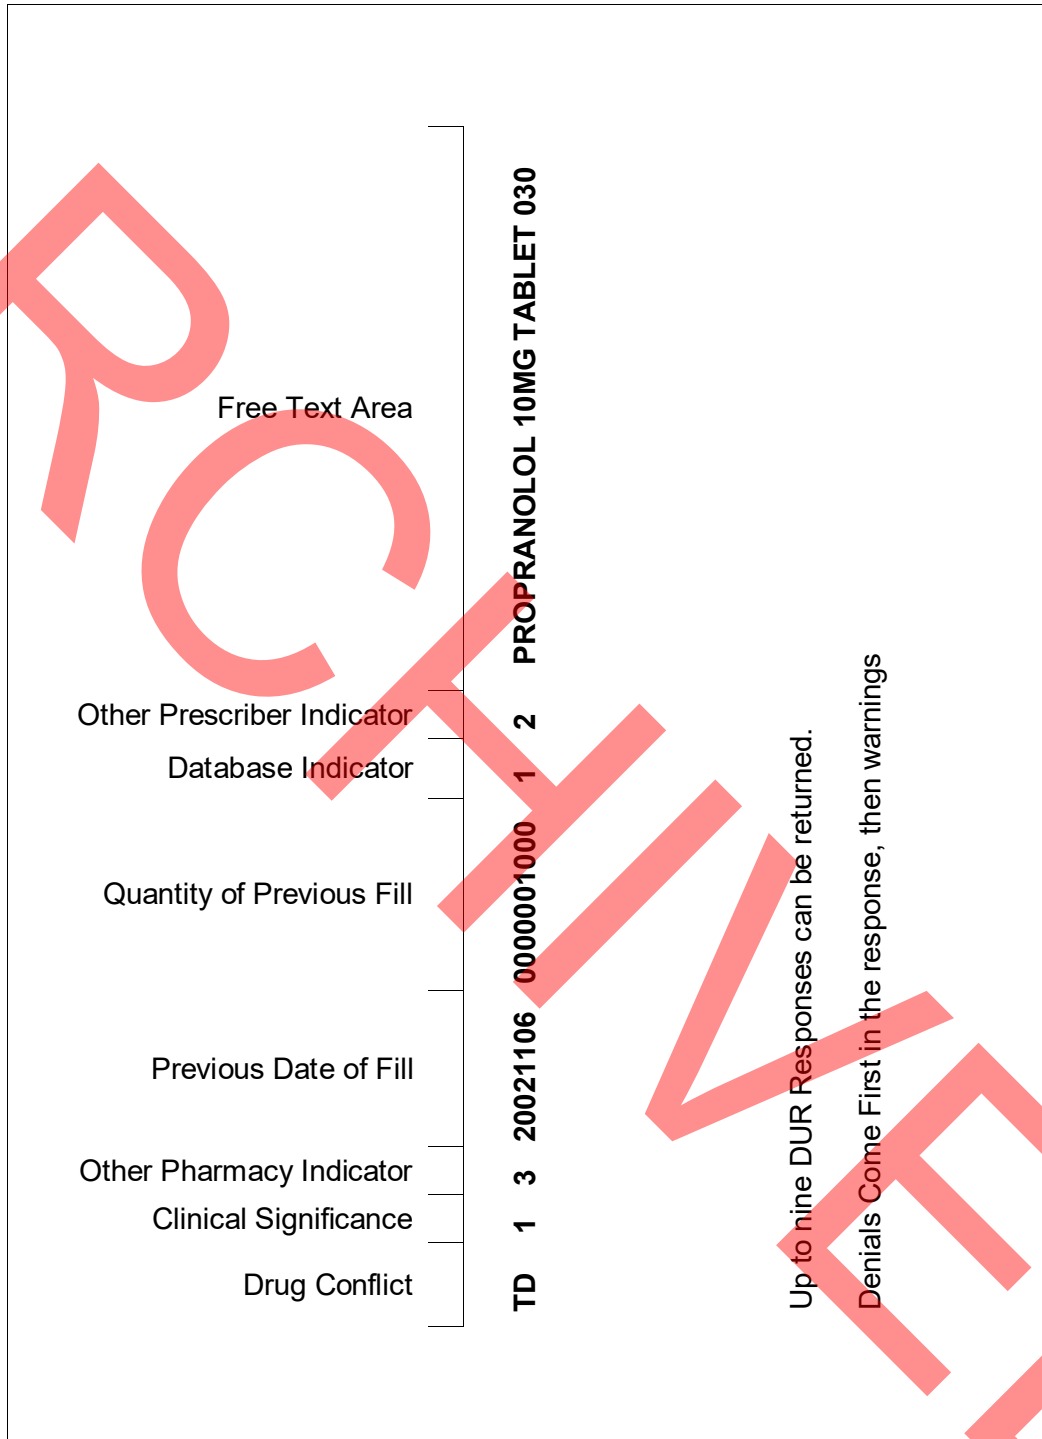 Free Text Area
Other Prescriber Indicator
Database Indicator
Quantity of Previous Fill
Previous Date of Fill
Other Pharmacy Indicator
Clinical Significance
Drug Conflict
TD 1 3 20021106 0000001000 1 2 PROPRANOLOL 10MG TABLET 030
Up to nine DUR Responses can be returned.
Denials Come First in the response, then warnings
RCHIVE